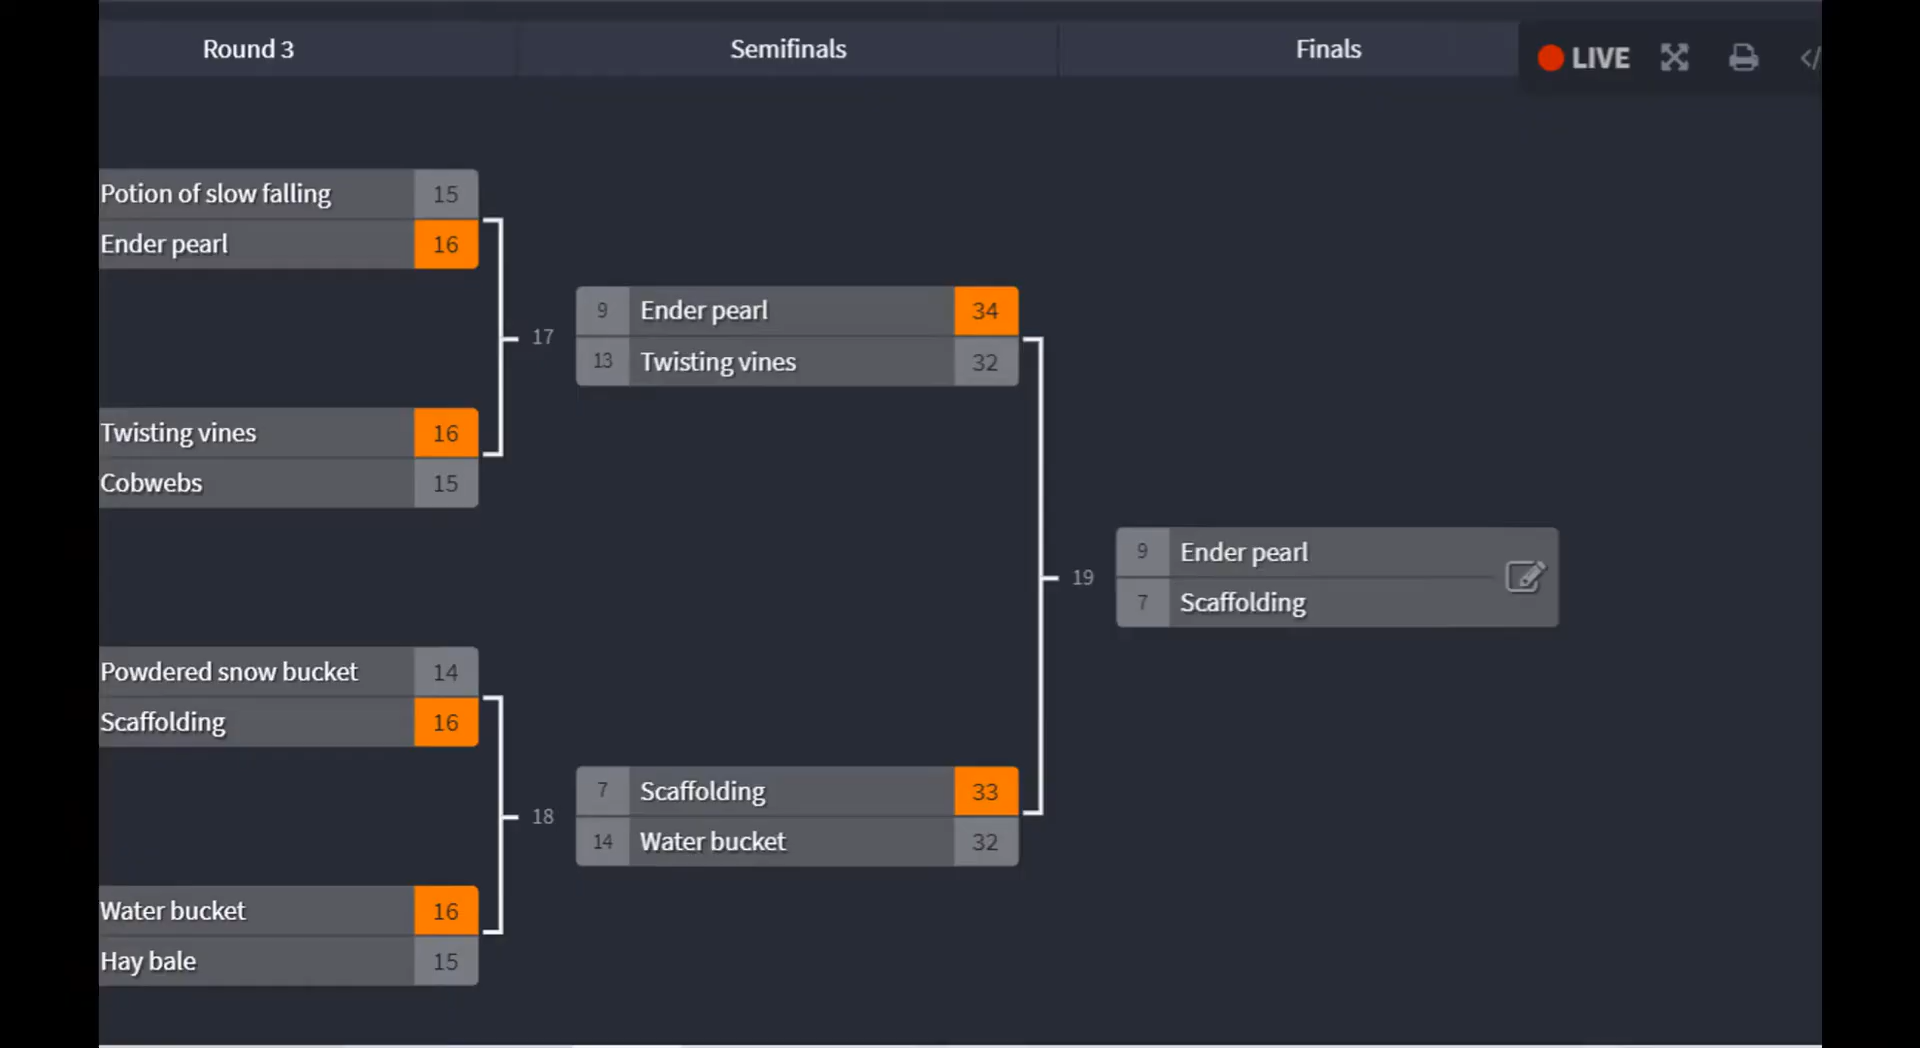 Round 3
Semifinals
Finals
LIVE
</
Potion of slow falling 15
Ender pearl 16
17
9 Ender pearl 34
13 Twisting vines 32
Twisting vines 16
Cobwebs 15
19
9 Ender pearl
7 Scaffolding
Powdered snow bucket 14
Scaffolding 16
18
7 Scaffolding 33
14 Water bucket 32
Water bucket 16
Hay bale 15